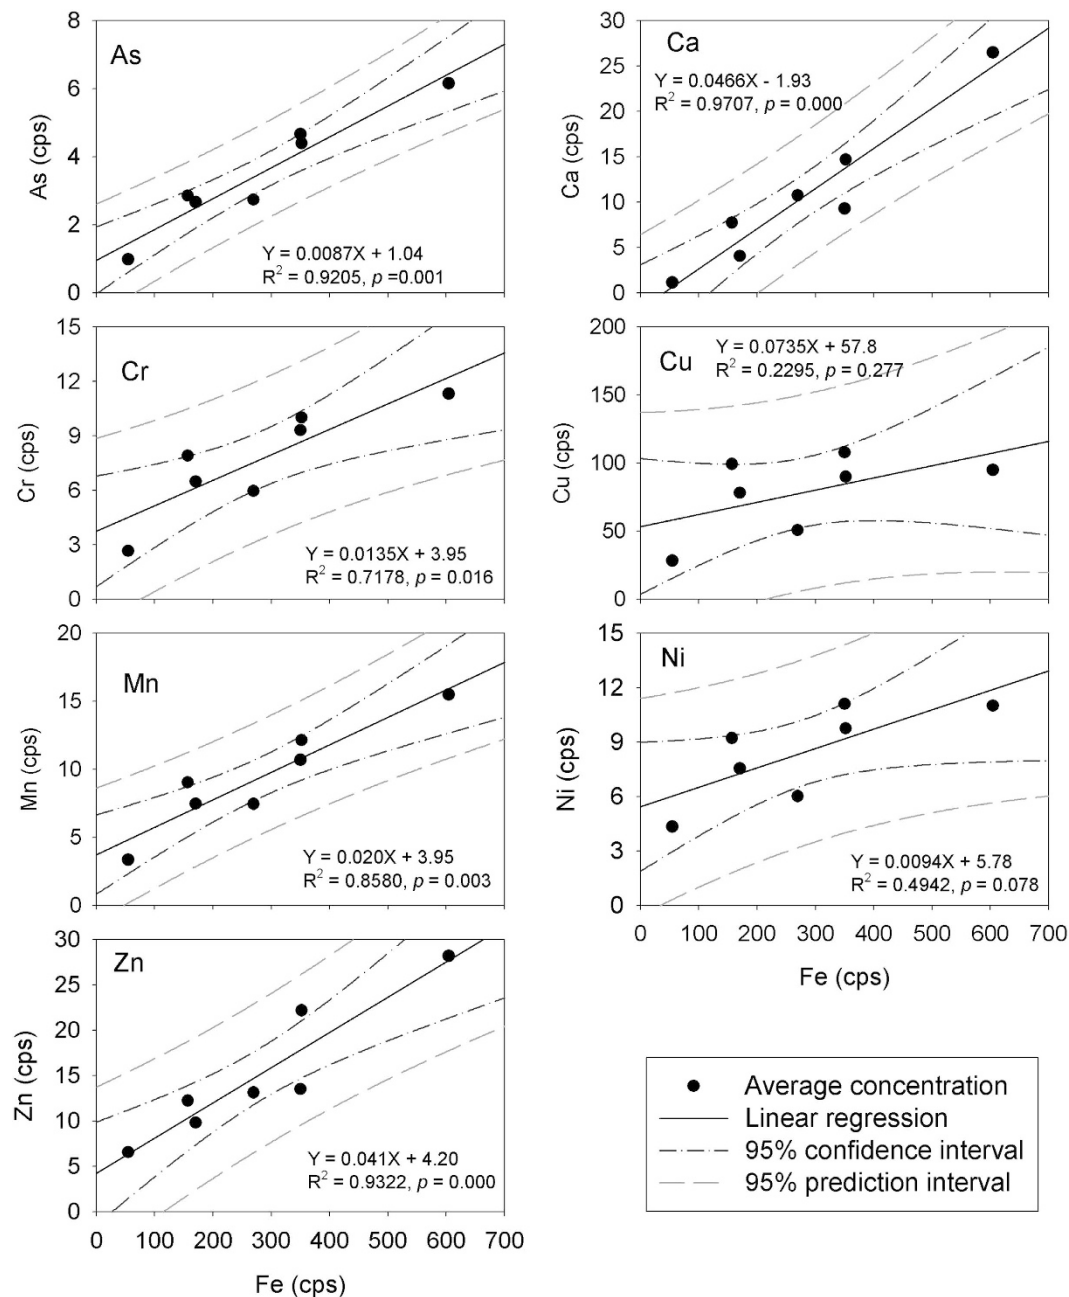 8
6
4
2
0
As (cps)
As
Y = 0.0087X + 1.04
R² = 0.9205, p =0.001
30
25
20
15
10
5
0
Ca (cps)
Ca
Y = 0.0466X - 1.93
R² = 0.9707, p = 0.000
15
12
9
6
3
0
Cr (cps)
Cr
Y = 0.0135X + 3.95
R² = 0.7178, p = 0.016
200
150
100
50
0
Cu (cps)
Cu
Y = 0.0735X + 57.8
R² = 0.2295, p = 0.277
20
15
10
5
0
Mn (cps)
Mn
Y = 0.020X + 3.95
R² = 0.8580, p = 0.003
15
12
9
6
3
0
Ni (cps)
Ni
Y = 0.0094X + 5.78
R² = 0.4942, p = 0.078
0 100 200 300 400 500 600 700
Fe (cps)
30
25
20
15
10
5
0
Zn (cps)
Zn
Y = 0.041X + 4.20
R² = 0.9322, p = 0.000
0 100 200 300 400 500 600 700
Fe (cps)
Average concentration
Linear regression
95% confidence interval
95% prediction interval